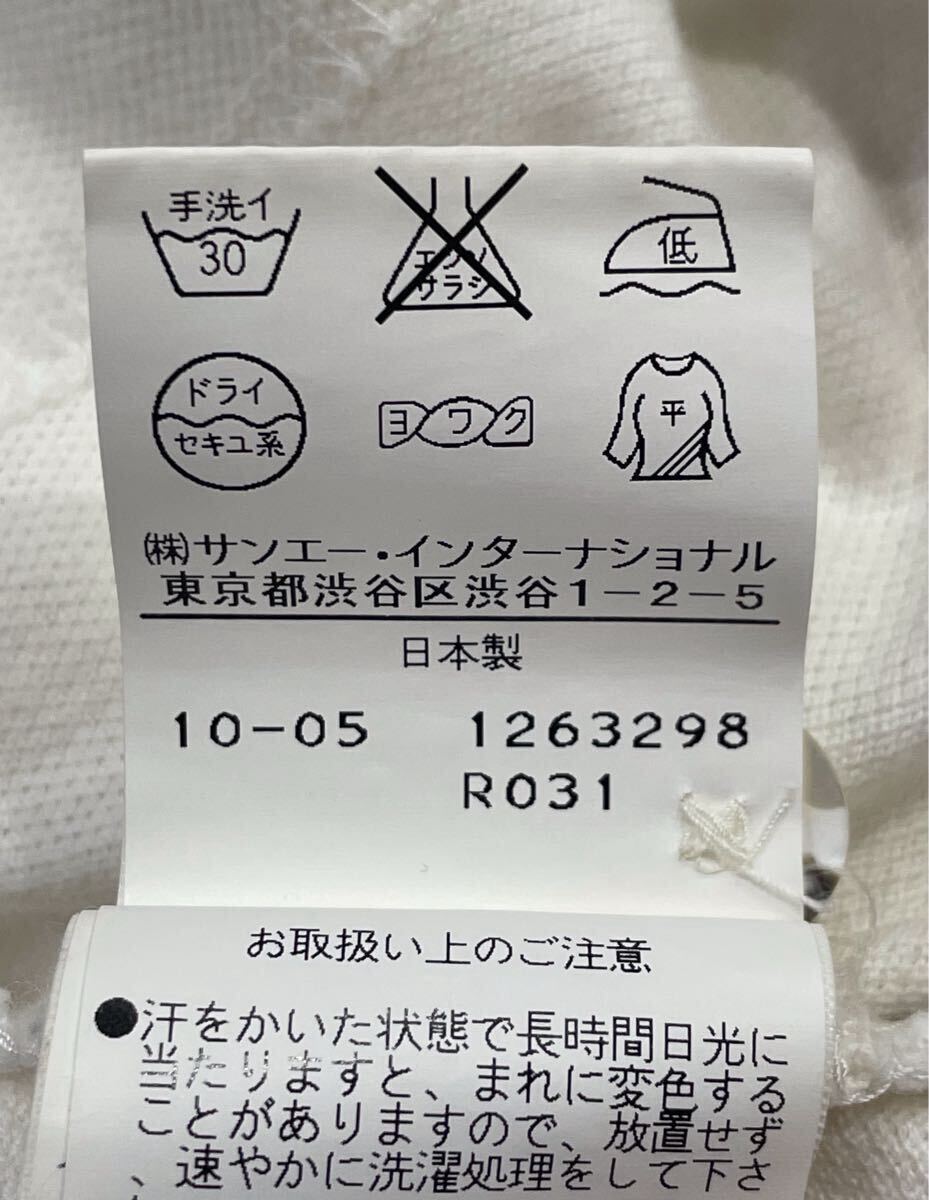 手洗イ
30
エンソ
サラシ
低
ドライ
セキユ系
ヨワク
平
㈱サンエー・インターナショナル
東京都渋谷区渋谷1-2-5
日本製
10-05 1263298
R031
お取扱い上のご注意
●汗をかいた状態で長時間日光に
当たりますと、まれに変色する
ことがありますので、放置せず
、速やかに洗濯処理をして下さ